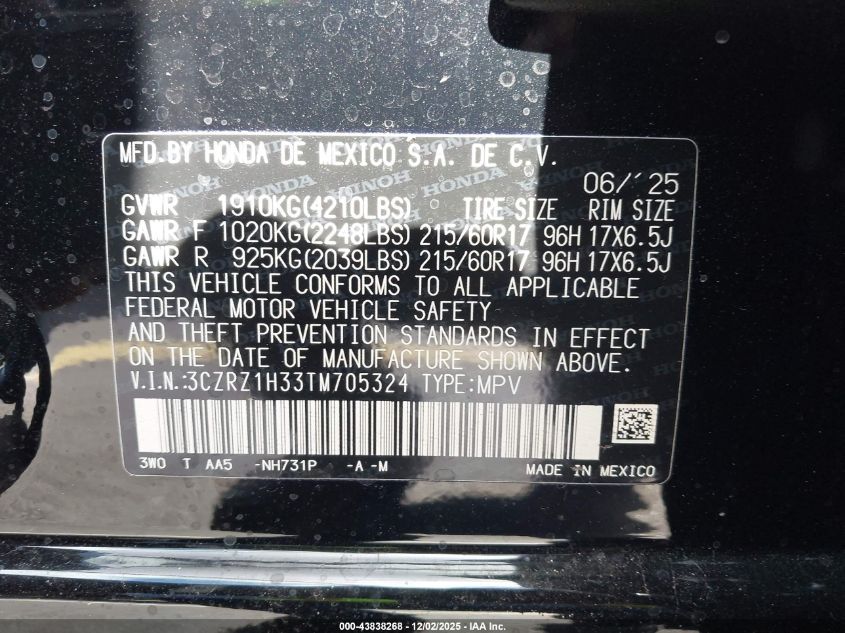 MFD.BY HONDA DE MEXICO S.A. DE C.V.
06/'25
GVWR 1910KG(4210LBS) TIRE SIZE RIM SIZE
GAWR F 1020KG(2248LBS) 215/60R17 96H 17X6.5J
GAWR R 925KG(2039LBS) 215/60R17 96H 17X6.5J
THIS VEHICLE CONFORMS TO ALL APPLICABLE
FEDERAL MOTOR VEHICLE SAFETY
AND THEFT PREVENTION STANDARDS IN EFFECT
ON THE DATE OF MANUFACTURE SHOWN ABOVE.
V.I.N.:3CZRZ1H33TM705324 TYPE:MPV
3W0 T AA5 -NH731P -A -M MADE IN MEXICO
000-43838268 - 12/02/2025 - IAA Inc.